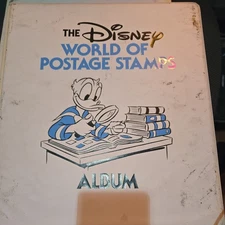 THE Disney
WORLD OF
POSTAGE STAMPS
ALBUM